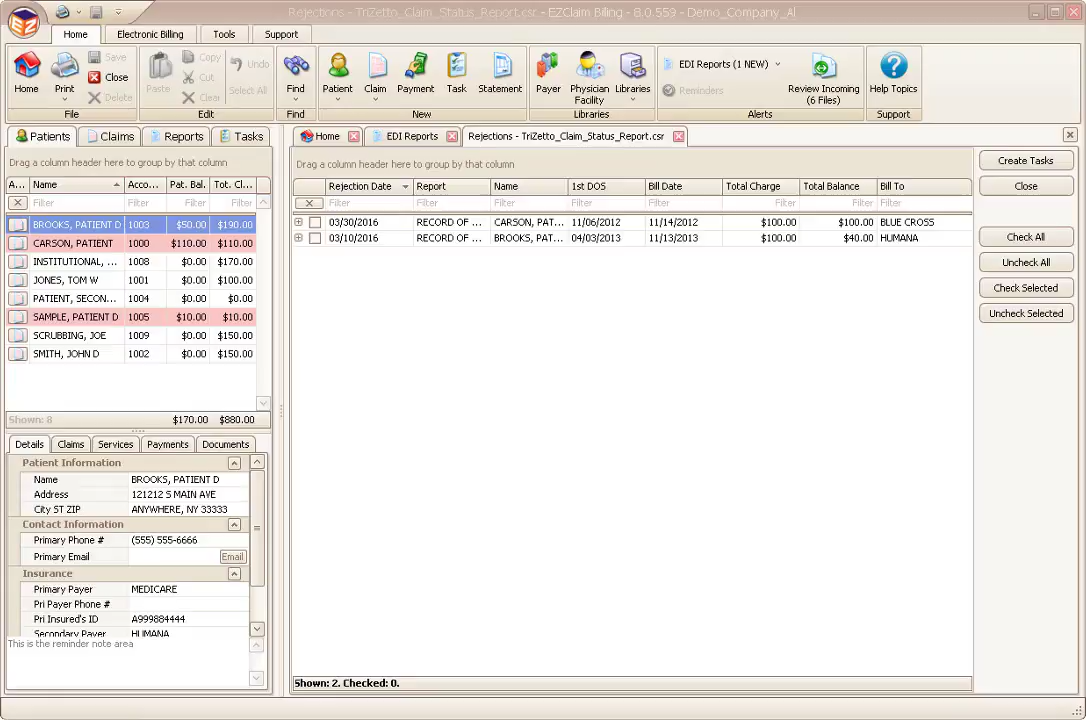 EZ
Rejections - TriZetto_Claim_Status_Report.csr - EZClaim Billing - 8.0.559 - Demo_Company_Al
Home Electronic Billing Tools Support
Home Print Save Close Delete Paste Copy Cut Clear Undo Select All Find Patient Claim Payment Task Statement Payer Physician Facility Libraries EDI Reports (1 NEW) Reminders Review Incoming (6 Files) Help Topics
File Edit Find New Libraries Alerts Support
Patients Claims Reports Tasks
Drag a column header here to group by that column
A... Name Acco... Pat. Bal. Tot. Cl...
Filter Filter Filter Filter
BROOKS, PATIENT D 1003 $50.00 $190.00
CARSON, PATIENT 1000 $110.00 $110.00
INSTITUTIONAL, ... 1008 $0.00 $170.00
JONES, TOM W 1001 $0.00 $100.00
PATIENT, SECON... 1004 $0.00 $0.00
SAMPLE, PATIENT D 1005 $10.00 $10.00
SCRUBBING, JOE 1009 $0.00 $150.00
SMITH, JOHN D 1002 $0.00 $150.00
Shown: 8 $170.00 $880.00
Details Claims Services Payments Documents
Patient Information
Name BROOKS, PATIENT D
Address 121212 S MAIN AVE
City ST ZIP ANYWHERE, NY 33333
Contact Information
Primary Phone # (555) 555-6666
Primary Email Email
Insurance
Primary Payer MEDICARE
Pri Payer Phone #
Pri Insured's ID A999884444
Secondary Payer HUMANA
This is the reminder note area
Home EDI Reports Rejections - TriZetto_Claim_Status_Report.csr
Drag a column header here to group by that column
Rejection Date Report Name 1st DOS Bill Date Total Charge Total Balance Bill To
Filter Filter Filter Filter Filter Filter Filter Filter
03/30/2016 RECORD OF ... CARSON, PAT... 11/06/2012 11/14/2012 $100.00 $100.00 BLUE CROSS
03/10/2016 RECORD OF ... BROOKS, PAT... 04/03/2013 11/13/2013 $100.00 $40.00 HUMANA
Shown: 2. Checked: 0.
Create Tasks
Close
Check All
Uncheck All
Check Selected
Uncheck Selected